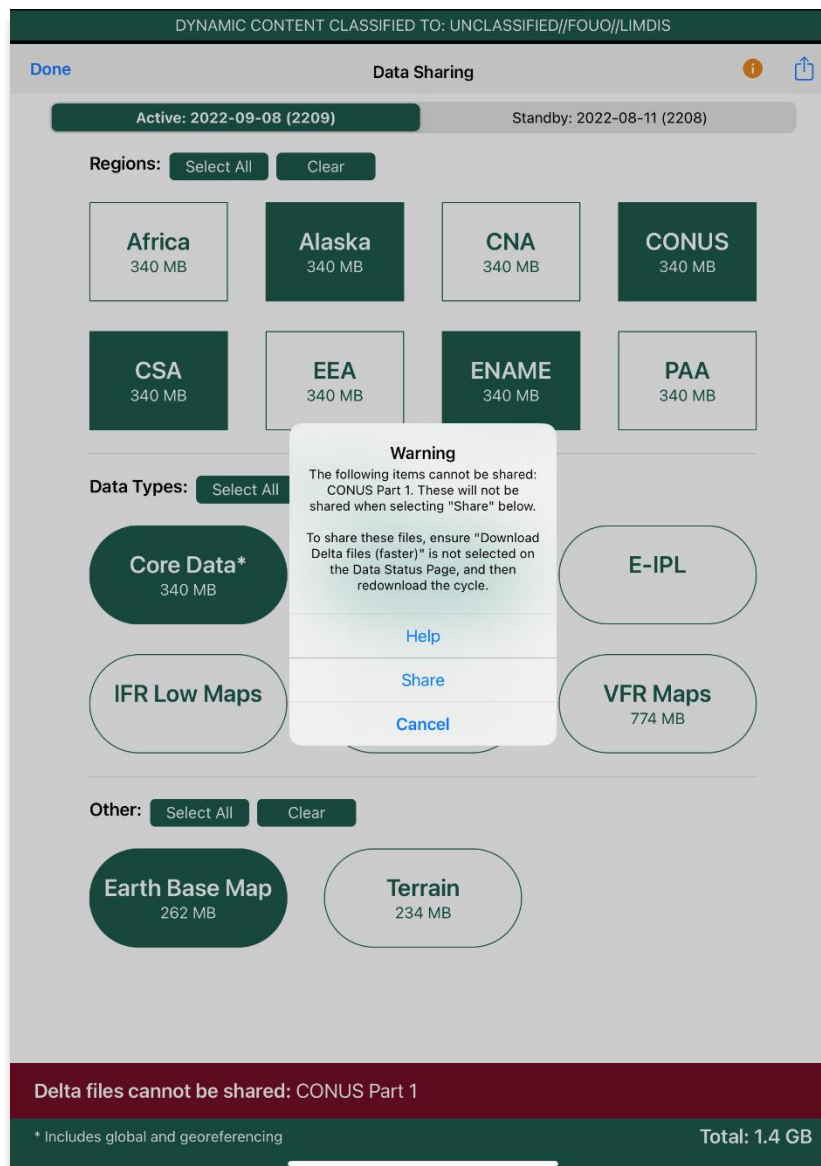 DYNAMIC CONTENT CLASSIFIED TO: UNCLASSIFIED//FOUO//LIMDIS
Done
Data Sharing
Active: 2022-09-08 (2209)
Standby: 2022-08-11 (2208)
Regions:
Select All
Clear
Africa
340 MB
Alaska
340 MB
CNA
340 MB
CONUS
340 MB
CSA
340 MB
EEA
340 MB
ENAME
340 MB
PAA
340 MB
Warning
The following items cannot be shared:
CONUS Part 1. These will not be
shared when selecting "Share" below.
To share these files, ensure "Download
Delta files (faster)" is not selected on
the Data Status Page, and then
redownload the cycle.
Help
Share
Cancel
Data Types:
Select All
Core Data*
340 MB
E-IPL
IFR Low Maps
VFR Maps
774 MB
Other:
Select All
Clear
Earth Base Map
262 MB
Terrain
234 MB
Delta files cannot be shared: CONUS Part 1
* Includes global and georeferencing
Total: 1.4 GB